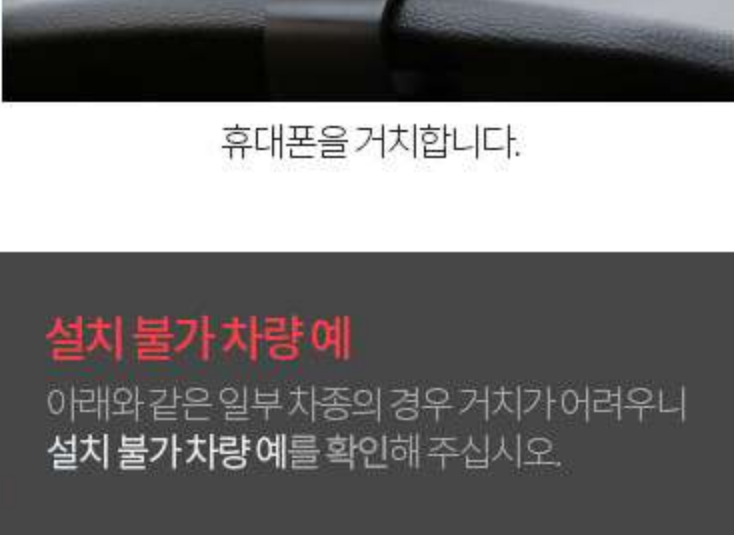 휴대폰을 거치합니다.
설치 불가 차량 예
아래와 같은 일부 차종의 경우 거치가 어려우니
설치 불가 차량 예를 확인해 주십시오.